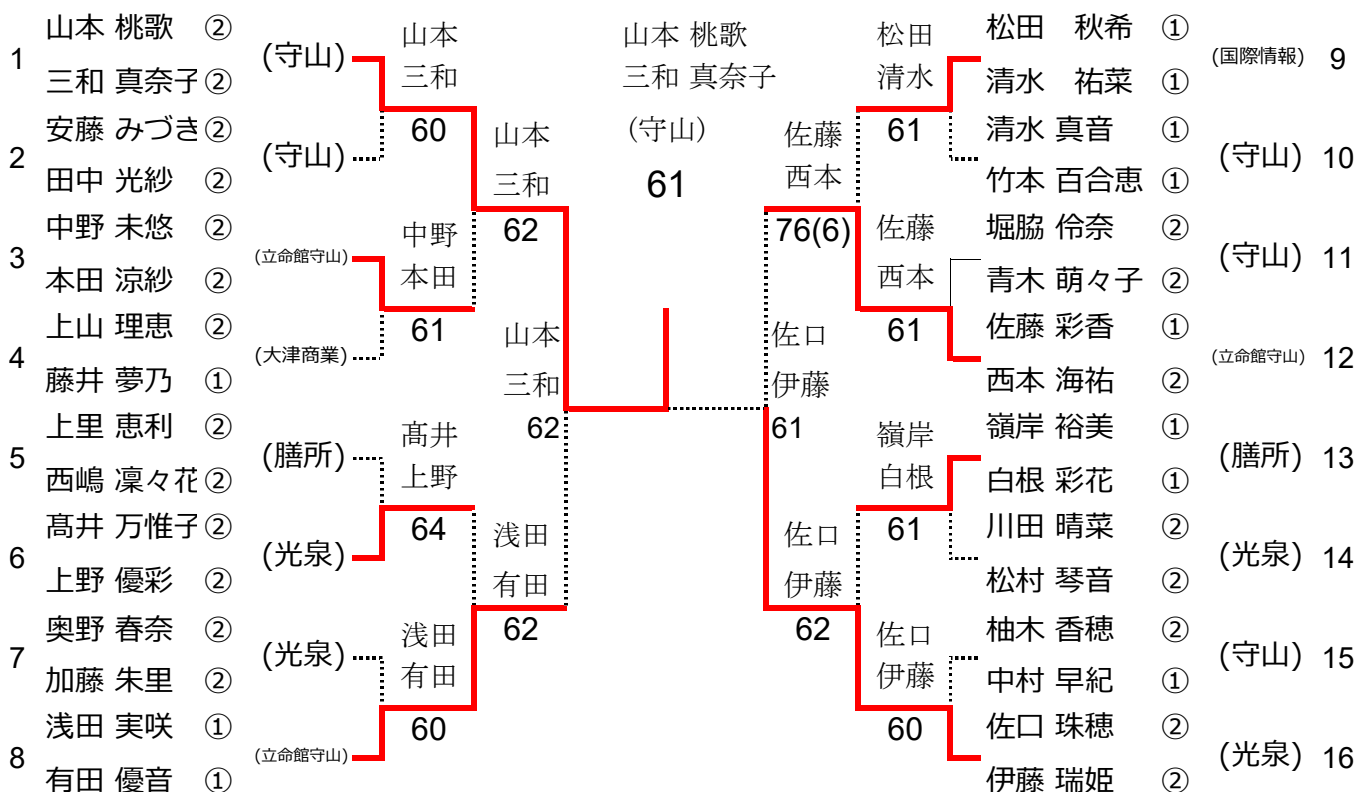 1
山本 桃歌 ②
三和 真奈子 ②
(守山)
2
安藤 みづき ②
田中 光紗 ②
(守山)
3
中野 未悠 ②
本田 涼紗 ②
(立命館守山)
4
上山 理恵 ②
藤井 夢乃 ①
(大津商業)
5
上里 恵利 ②
西嶋 凜々花 ②
(膳所)
6
髙井 万惟子 ②
上野 優彩 ②
(光泉)
7
奥野 春奈 ②
加藤 朱里 ②
(光泉)
8
浅田 実咲 ①
有田 優音 ①
(立命館守山)
山本
三和
60
中野
本田
61
髙井
上野
64
浅田
有田
60
山本
三和
62
浅田
有田
62
山本
三和
62
山本 桃歌
三和 真奈子
(守山)
61
佐口
伊藤
61
佐藤
西本
76(6)
佐口
伊藤
62
松田
清水
61
佐藤
西本
61
嶺岸
白根
61
佐口
伊藤
60
松田 秋希 ①
清水 祐菜 ①
(国際情報) 9
清水 真音 ①
竹本 百合恵 ①
(守山) 10
堀脇 伶奈 ②
青木 萌々子 ②
(守山) 11
佐藤 彩香 ①
西本 海祐 ②
(立命館守山) 12
嶺岸 裕美 ①
白根 彩花 ①
(膳所) 13
川田 晴菜 ②
松村 琴音 ②
(光泉) 14
柚木 香穂 ②
中村 早紀 ①
(守山) 15
佐口 珠穂 ②
伊藤 瑞姫 ②
(光泉) 16